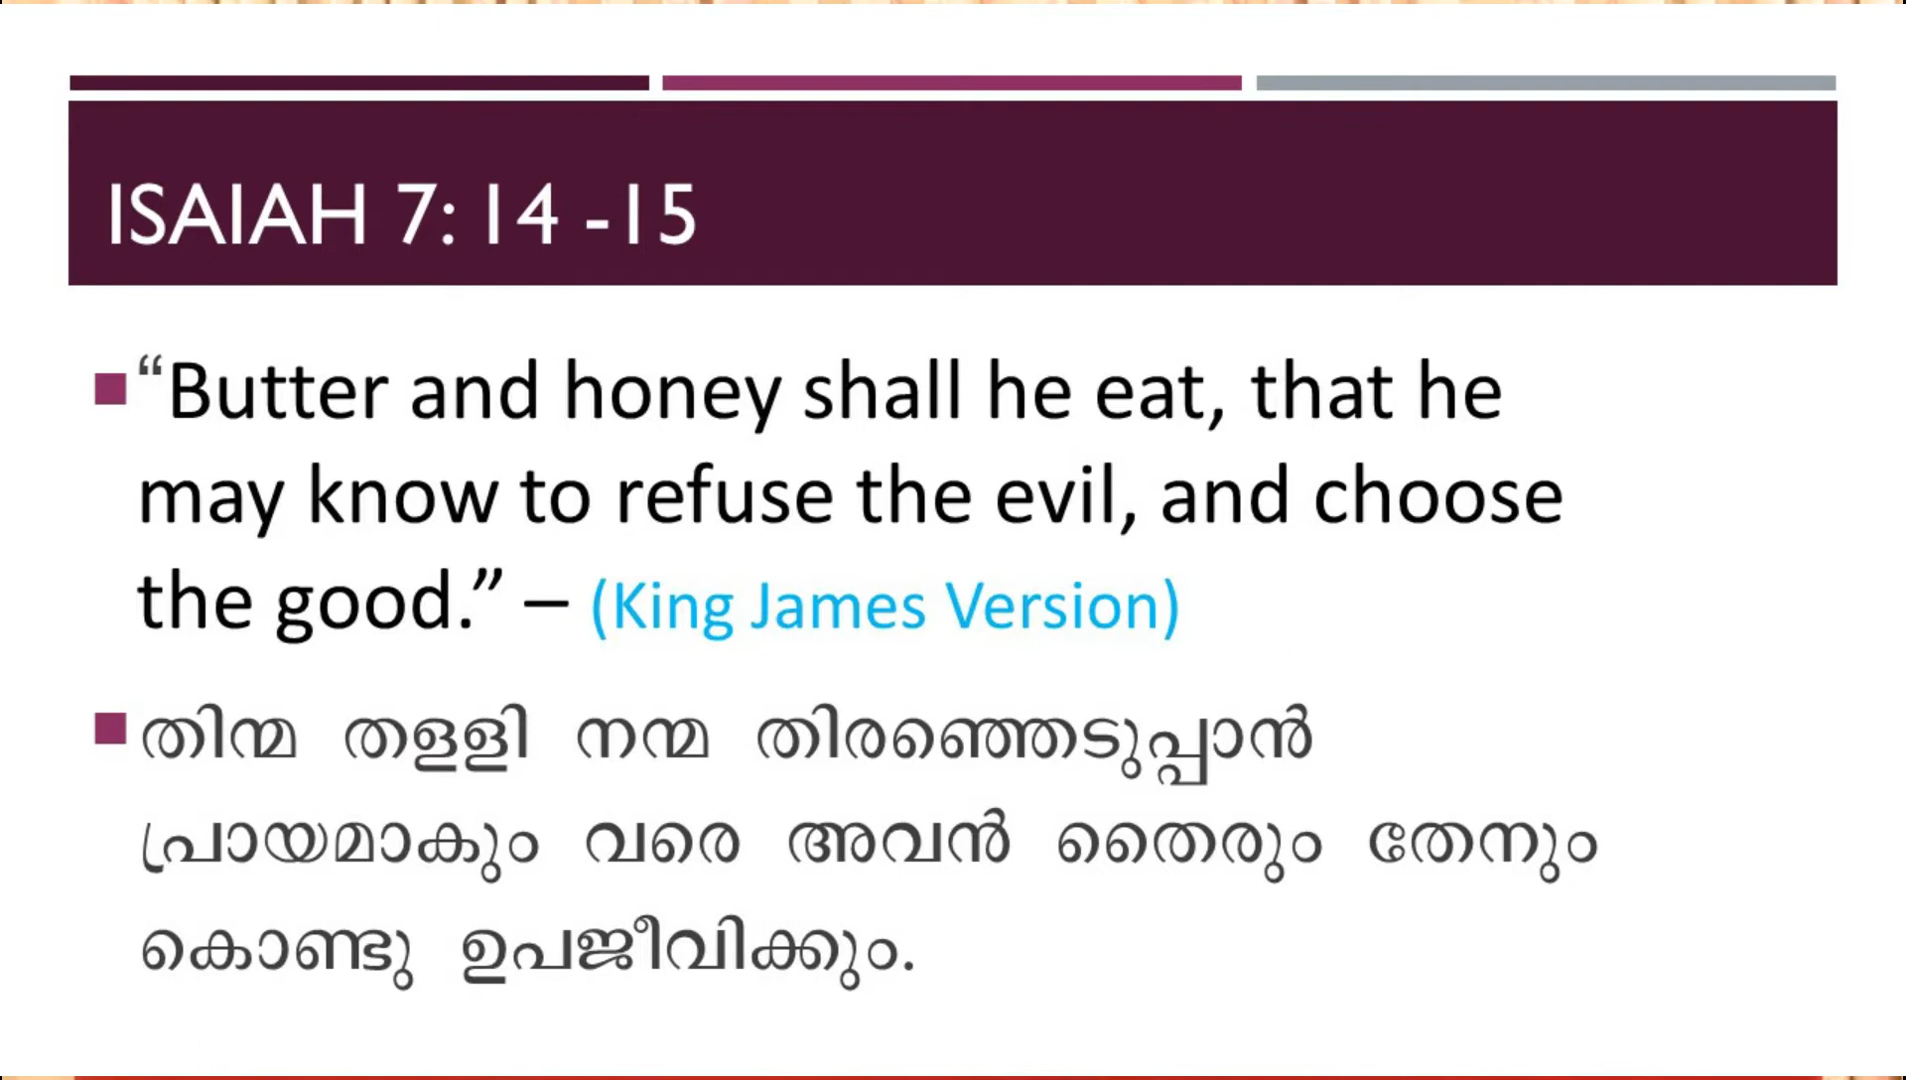 ISAIAH 7: 14 -15
“Butter and honey shall he eat, that he
may know to refuse the evil, and choose
the good.” – (King James Version)
തിന്മ തളളി നന്മ തിരഞ്ഞെടുപ്പാൻ
പ്രായമാകും വരെ അവൻ തൈരും തേനും
കൊണ്ടു ഉപജീവിക്കും.